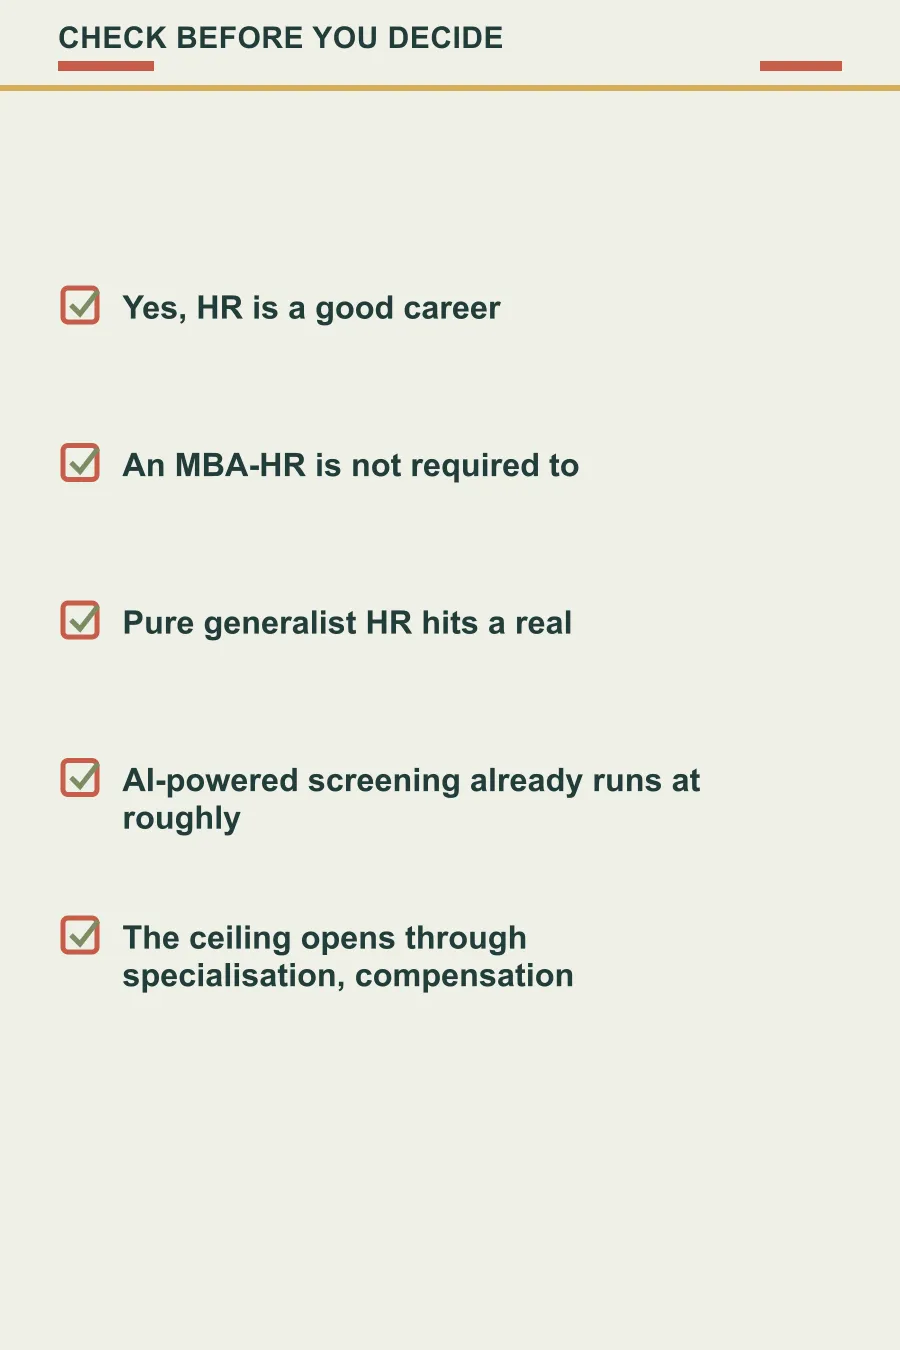 CHECK BEFORE YOU DECIDE
Yes, HR is a good career
An MBA-HR is not required to
Pure generalist HR hits a real
AI-powered screening already runs at
roughly
The ceiling opens through
specialisation, compensation